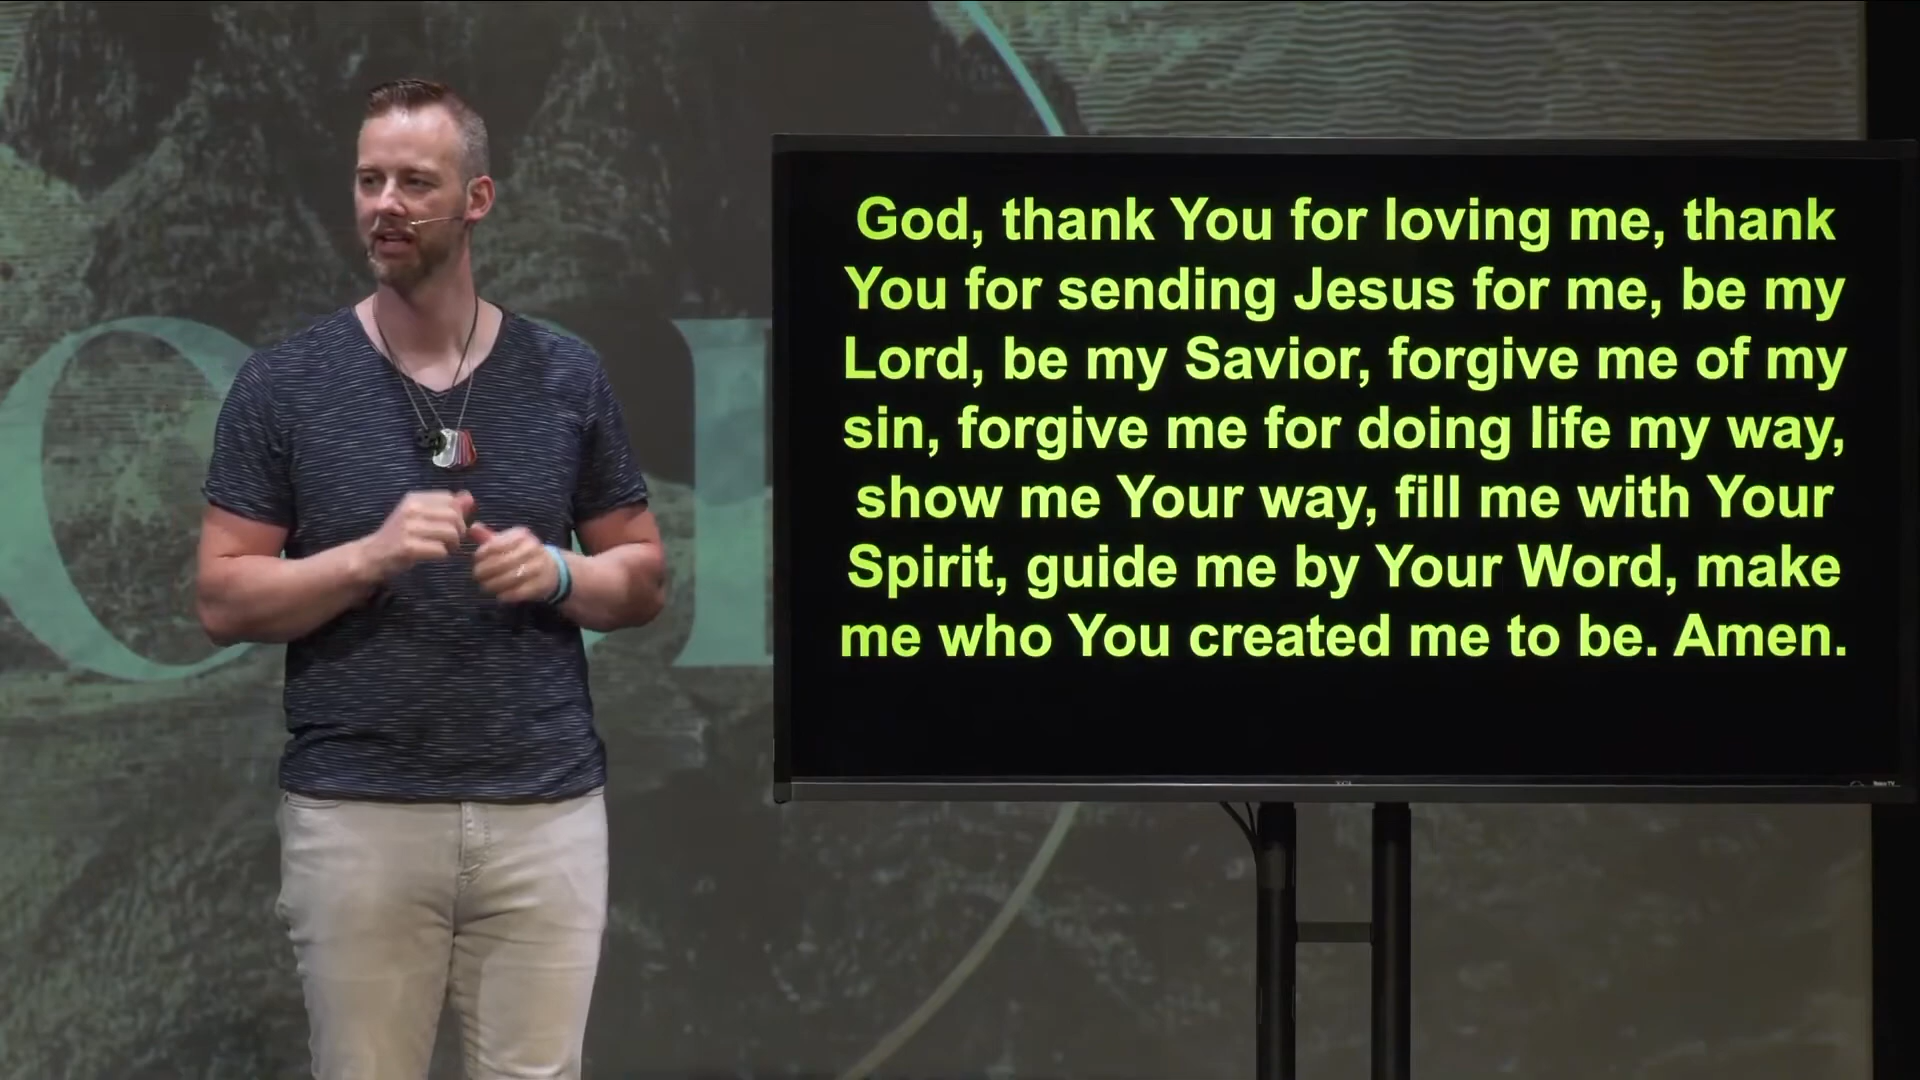 God, thank You for loving me, thank
You for sending Jesus for me, be my
Lord, be my Savior, forgive me of my
sin, forgive me for doing life my way,
show me Your way, fill me with Your
Spirit, guide me by Your Word, make
me who You created me to be. Amen.